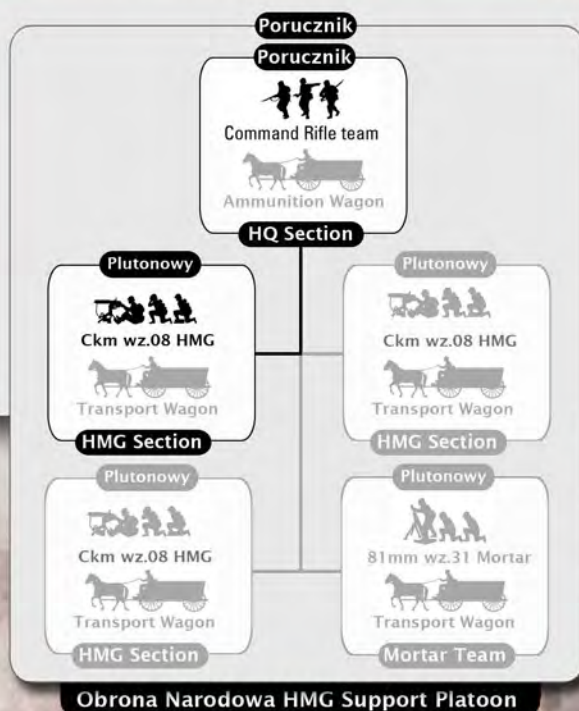 Porucznik
Porucznik
Command Rifle team
Ammunition Wagon
HQ Section
Plutonowy
Ckm wz.08 HMG
Transport Wagon
HMG Section
Plutonowy
Ckm wz.08 HMG
Transport Wagon
HMG Section
Plutonowy
Ckm wz.08 HMG
Transport Wagon
HMG Section
Plutonowy
81mm wz.31 Mortar
Transport Wagon
Mortar Team
Obrona Narodowa HMG Support Platoon